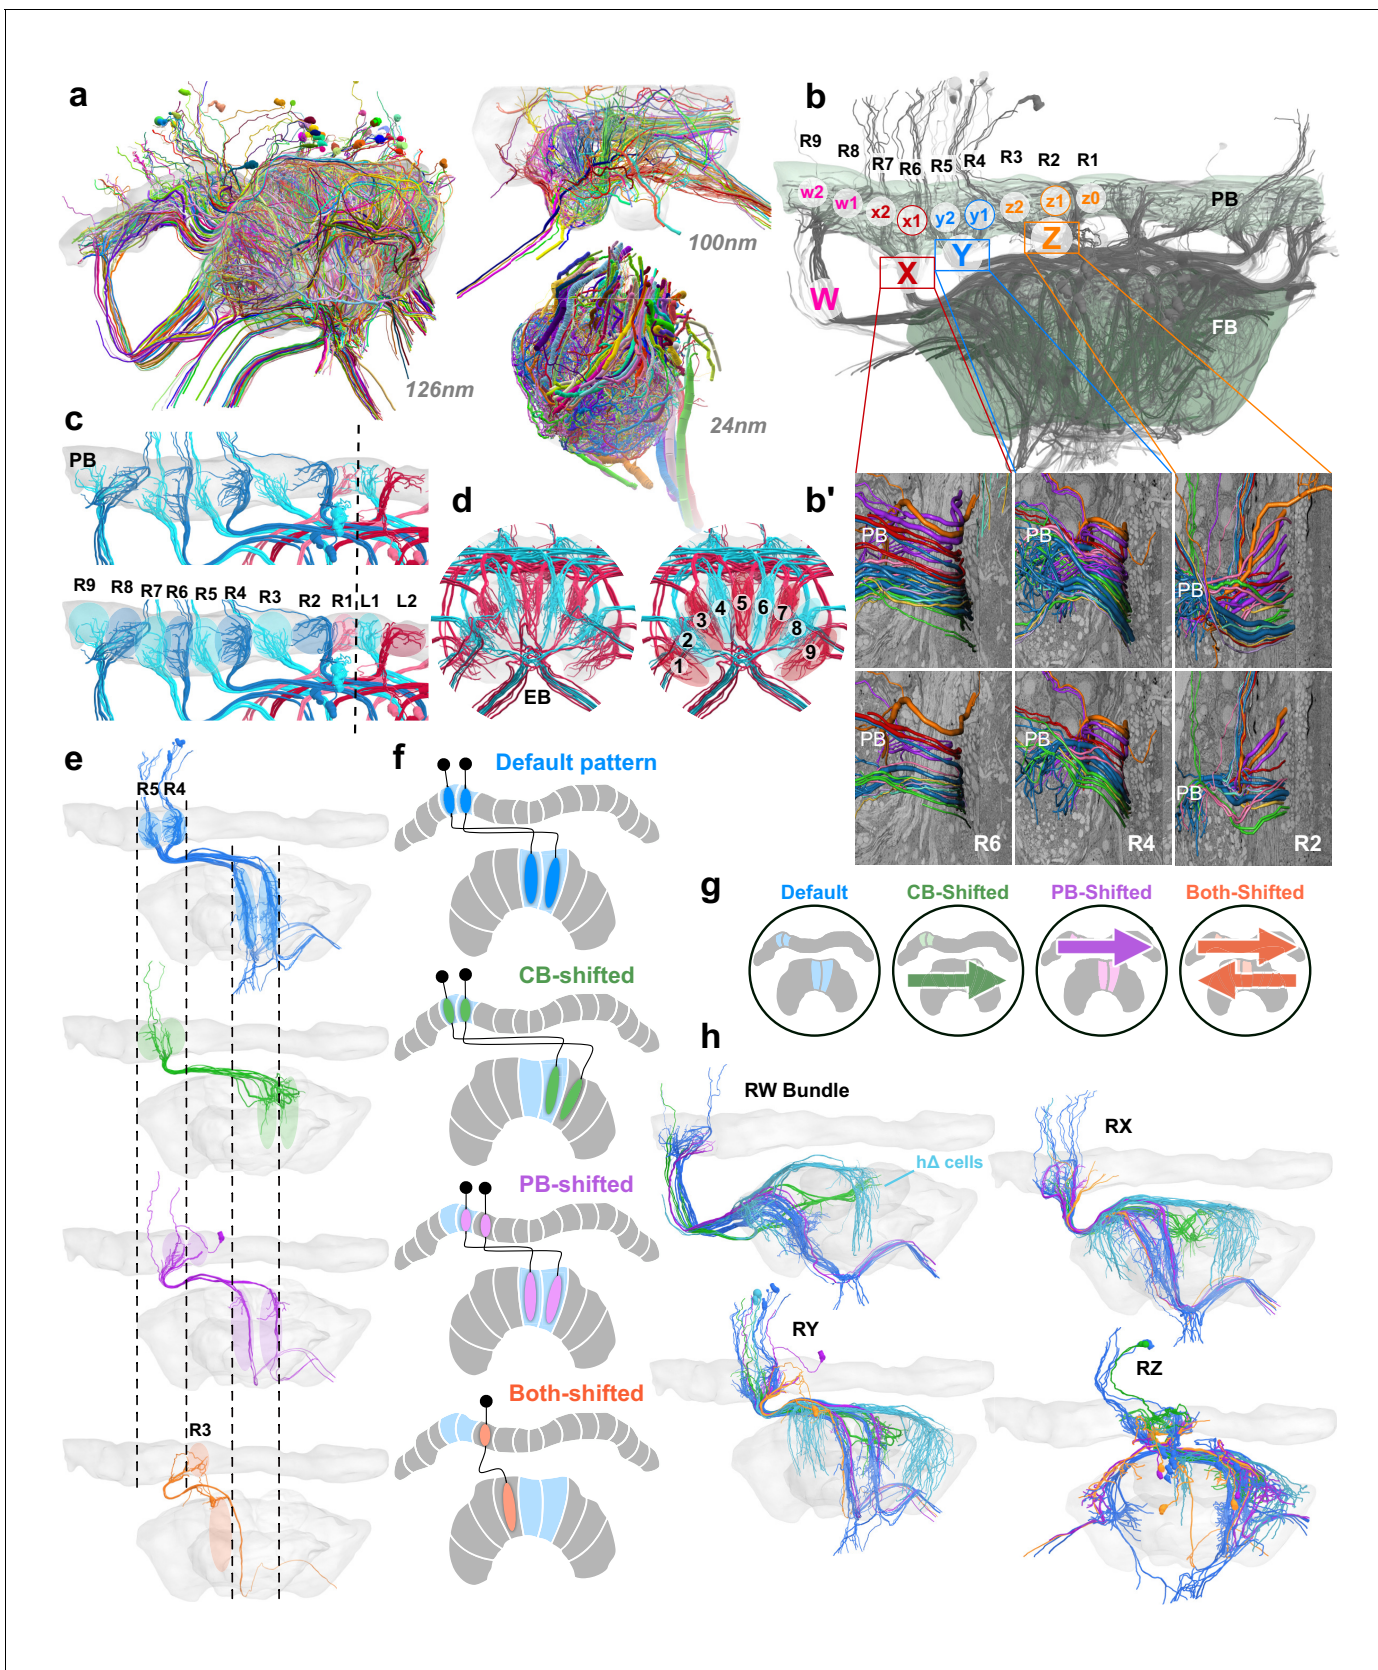 a
126nm
100nm
24nm
b
R9
R8
R7
R6
R5
R4
R3
R2
R1
w2
w1
x2
x1
y2
y1
z2
z1
z0
PB
W
X
Y
Z
FB
c
PB
R9 R8 R7 R6 R5 R4 R3 R2 R1 L1 L2
d
EB
1 2 3 4 5 6 7 8 9
b'
PB
PB
PB
PB
PB
PB
R6
R4
R2
e
R5 R4
R3
f
Default pattern
CB-shifted
PB-shifted
Both-shifted
g
Default
CB-Shifted
PB-Shifted
Both-Shifted
h
RW Bundle
hΔ cells
RX
RY
RZ